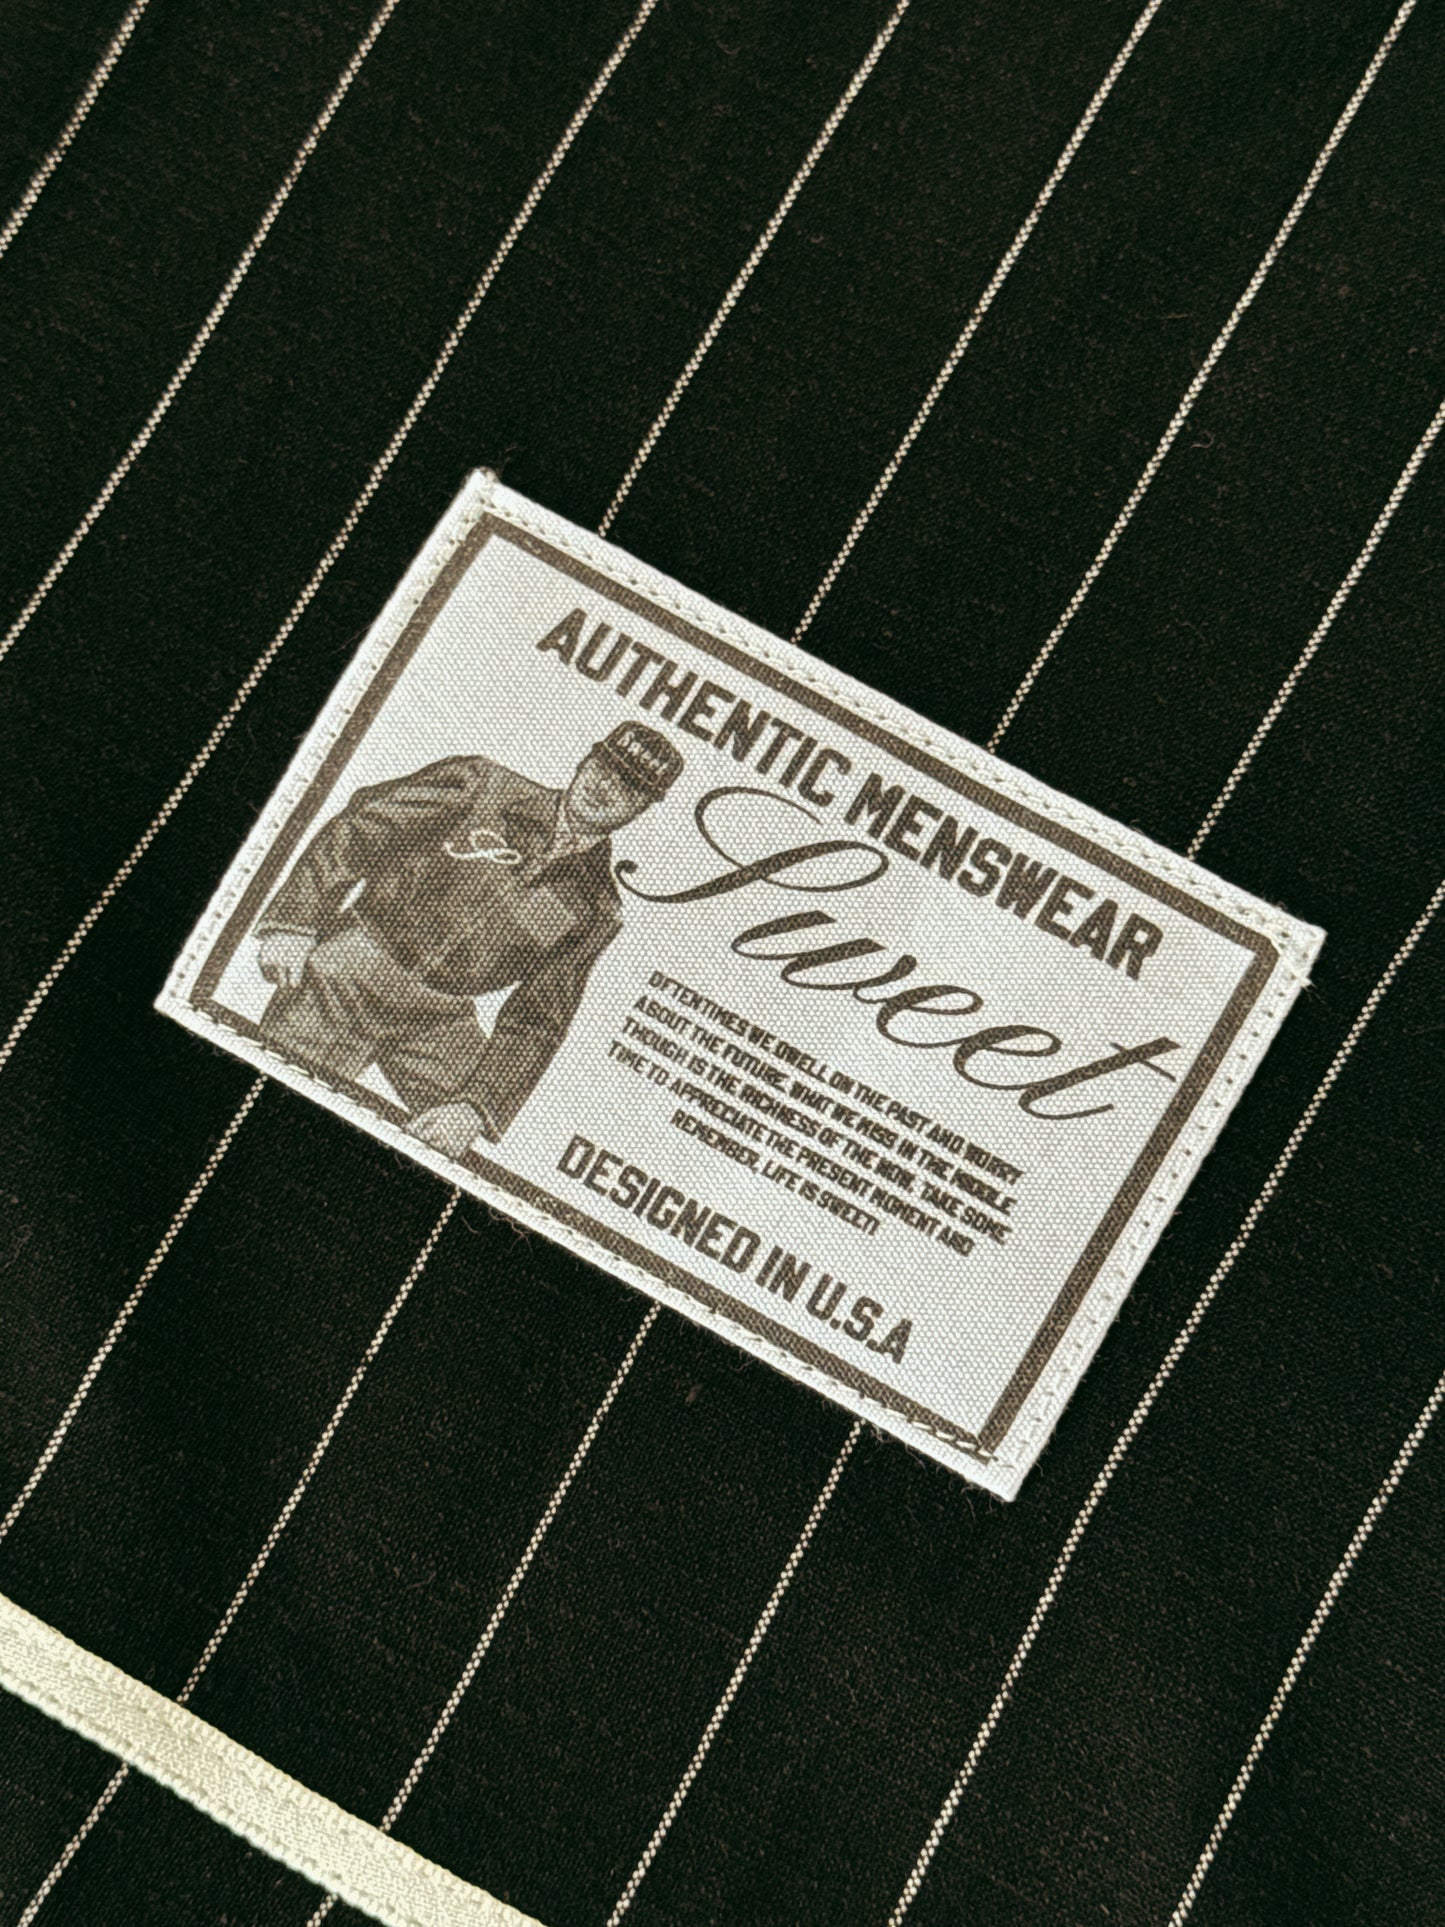 AUTHENTIC MENSWEAR
Sweet
OFTENTIMES WE DWELL ON THE PAST AND WORRY
ABOUT THE FUTURE. WHAT WE MISS IN THE MIDDLE
THOUGH IS THE RICHNESS OF THE NOW. TAKE SOME
TIME TO APPRECIATE THE PRESENT MOMENT AND
REMEMBER, LIFE IS SWEET!
DESIGNED IN U.S.A